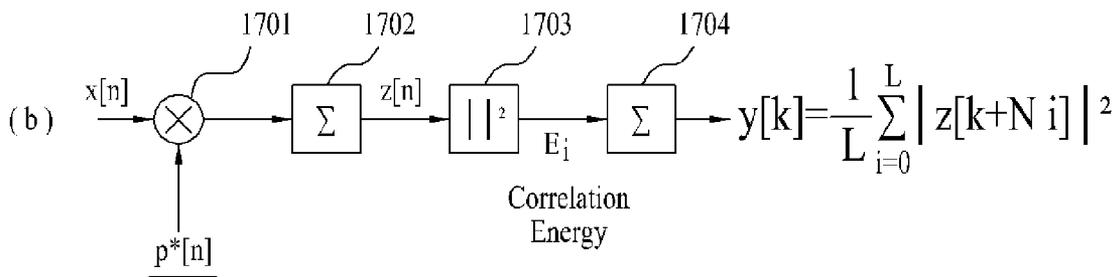 1701 1702 1703 1704
(b) x[n] Σ z[n] | |² Σ y[k]=1/L Σ_{i=0}^{L} | z[k+N i] | ²
E_i
Correlation
Energy
p*[n]